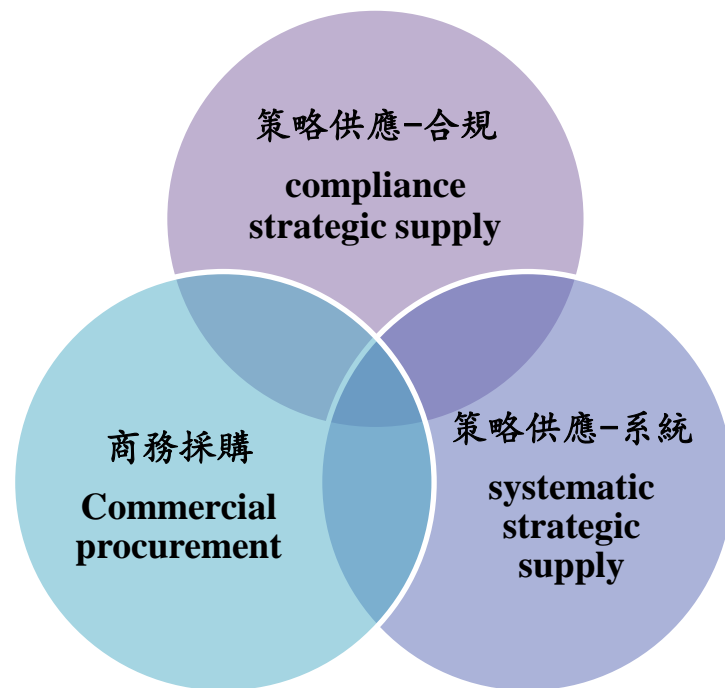 策略供應-合規
compliance
strategic supply
商務採購
Commercial
procurement
策略供應-系統
systematic
strategic
supply